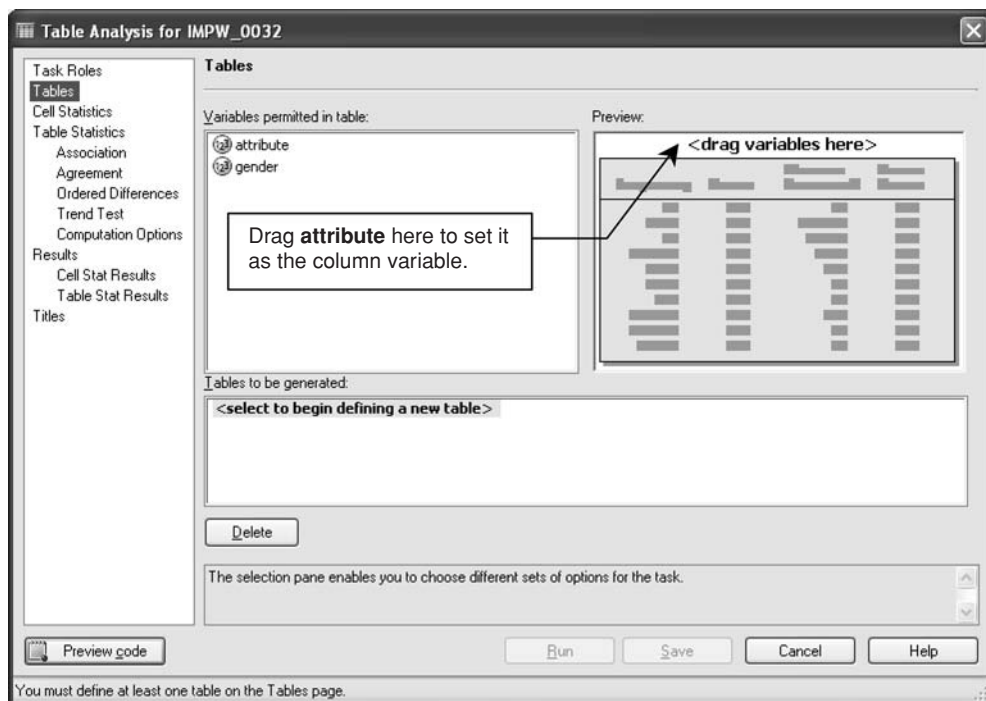 Table Analysis for IMPW_0032
Task Roles
Tables
Cell Statistics
Table Statistics
Association
Agreement
Ordered Differences
Trend Test
Computation Options
Results
Cell Stat Results
Table Stat Results
Titles
Tables
Variables permitted in table:
attribute
gender
Preview:
<drag variables here>
Drag attribute here to set it
as the column variable.
Tables to be generated:
<select to begin defining a new table>
Delete
The selection pane enables you to choose different sets of options for the task.
Preview code
Run
Save
Cancel
Help
You must define at least one table on the Tables page.